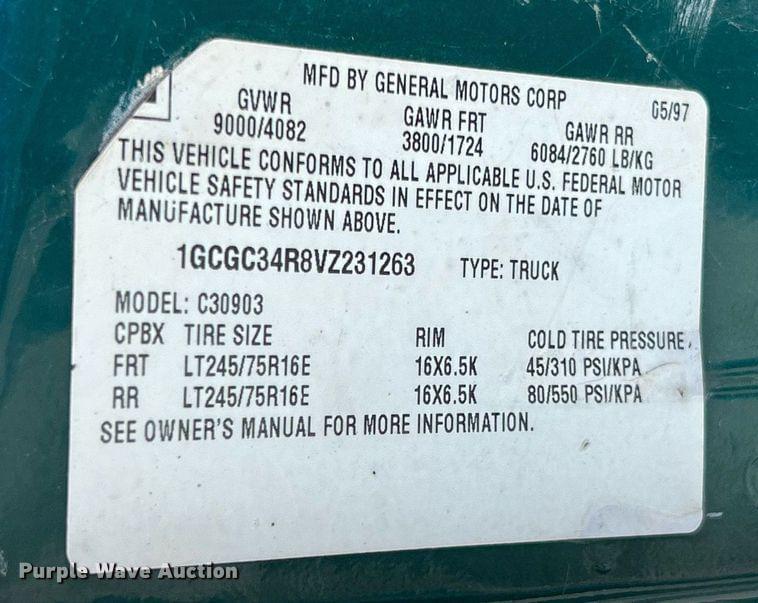 MFD BY GENERAL MOTORS CORP 05/97
GVWR GAWR FRT GAWR RR
9000/4082 3800/1724 6084/2760 LB/KG
THIS VEHICLE CONFORMS TO ALL APPLICABLE U.S. FEDERAL MOTOR
VEHICLE SAFETY STANDARDS IN EFFECT ON THE DATE OF
MANUFACTURE SHOWN ABOVE.
1GCGC34R8VZ231263 TYPE: TRUCK
MODEL: C30903
CPBX TIRE SIZE RIM COLD TIRE PRESSURE
FRT LT245/75R16E 16X6.5K 45/310 PSI/KPA
RR LT245/75R16E 16X6.5K 80/550 PSI/KPA
SEE OWNER'S MANUAL FOR MORE INFORMATION.
Purple Wave Auction